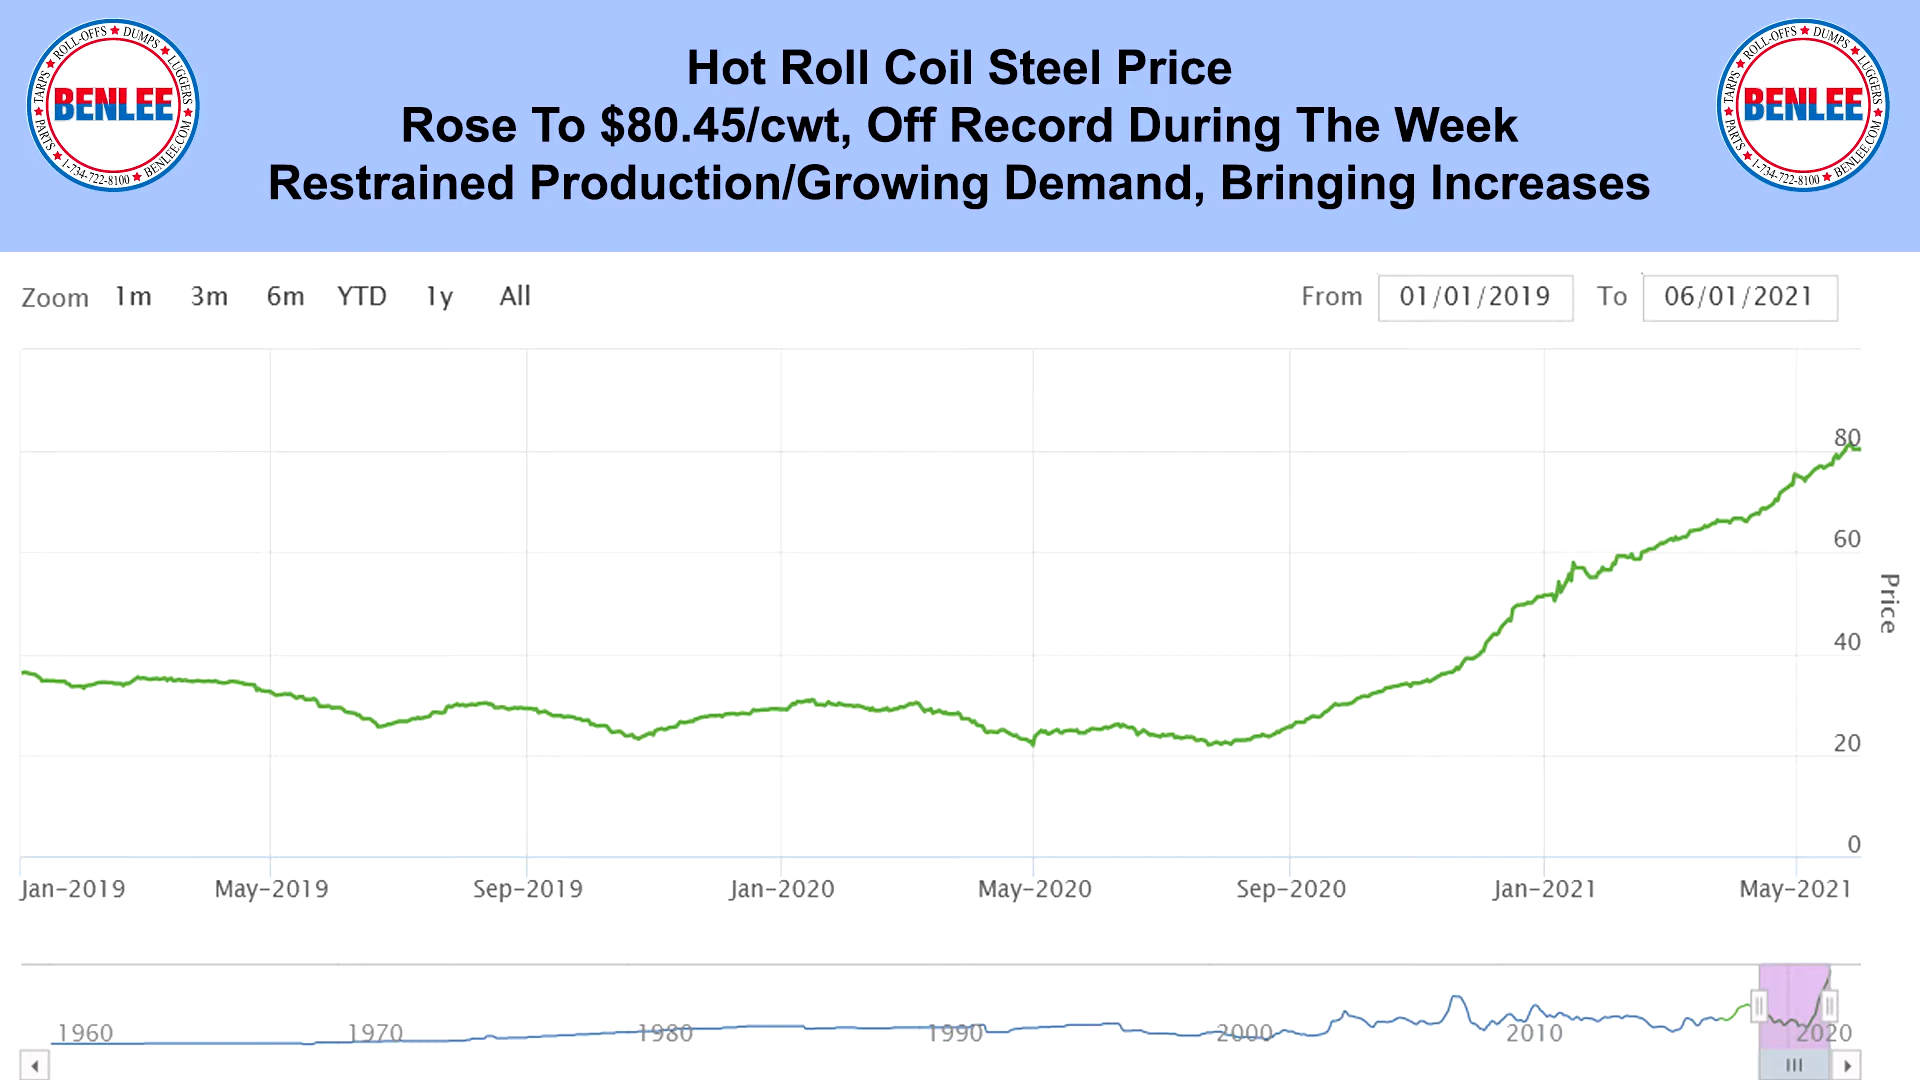 Hot Roll Coil Steel Price
Rose To $80.45/cwt, Off Record During The Week
Restrained Production/Growing Demand, Bringing Increases
TARPS ★ ROLL-OFFS ★ DUMPS ★ LUGGERS ★
BENLEE
PARTS ★ 1-734-722-8100 ★ BENLEE.COM
TARPS ★ ROLL-OFFS ★ DUMPS ★ LUGGERS ★
BENLEE
PARTS ★ 1-734-722-8100 ★ BENLEE.COM
Zoom 1m 3m 6m YTD 1y All From 01/01/2019 To 06/01/2021
80
60
Price
40
20
0
Jan-2019 May-2019 Sep-2019 Jan-2020 May-2020 Sep-2020 Jan-2021 May-2021
1960 1970 1980 1990 2000 2010 2020